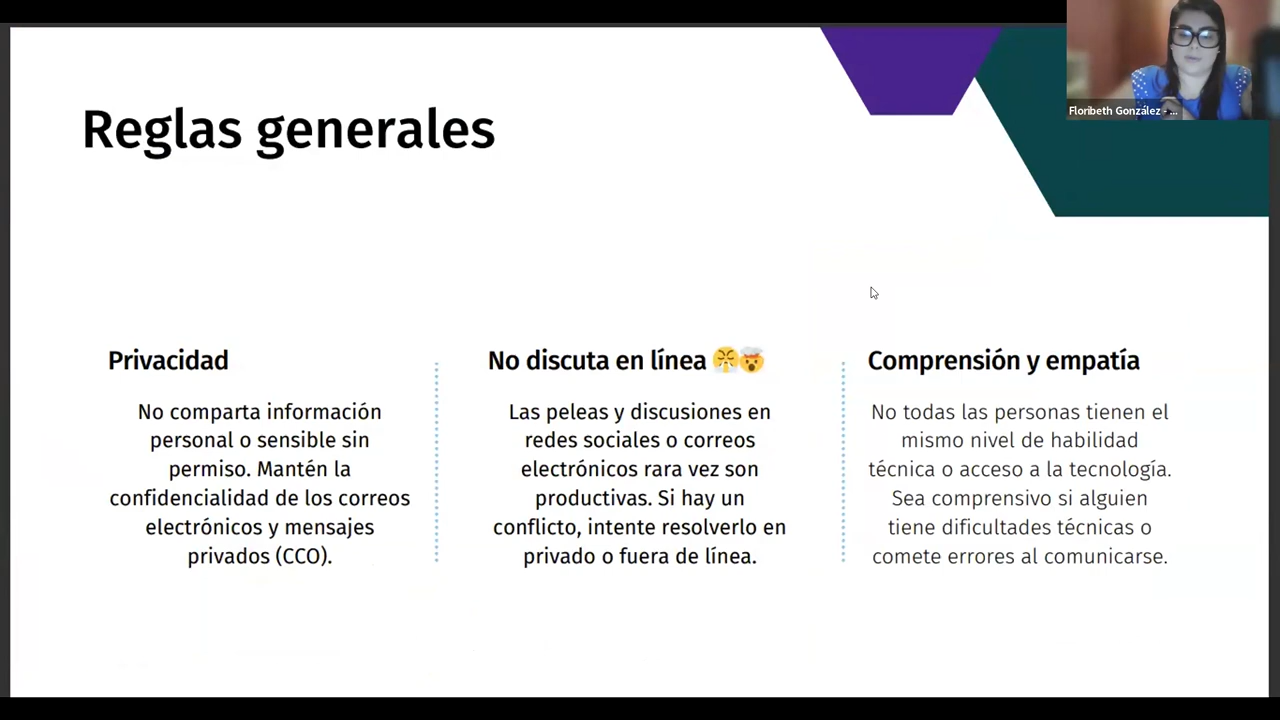 Reglas generales
Floribeth González - ...
Privacidad
No comparta información
personal o sensible sin
permiso. Mantén la
confidencialidad de los correos
electrónicos y mensajes
privados (CCO).
No discuta en línea 😤🤯
Las peleas y discusiones en
redes sociales o correos
electrónicos rara vez son
productivas. Si hay un
conflicto, intente resolverlo en
privado o fuera de línea.
Comprensión y empatía
No todas las personas tienen el
mismo nivel de habilidad
técnica o acceso a la tecnología.
Sea comprensivo si alguien
tiene dificultades técnicas o
comete errores al comunicarse.